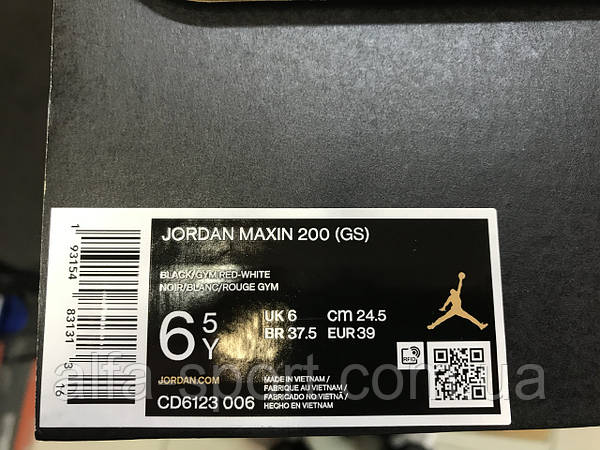 JORDAN MAXIN 200 (GS)
BLACK/GYM RED-WHITE
NOIR/BLANC/ROUGE GYM
6 5 Y
UK 6 CM 24.5
BR 37.5 EUR 39
RFID
JORDAN.COM
CD6123 006
MADE IN VIETNAM /
FABRIQUE AU VIETNAM /
FABRICADO NO VIETNÃ /
HECHO EN VIETNAM
1 93154 83131
alfa-sport.com.ua